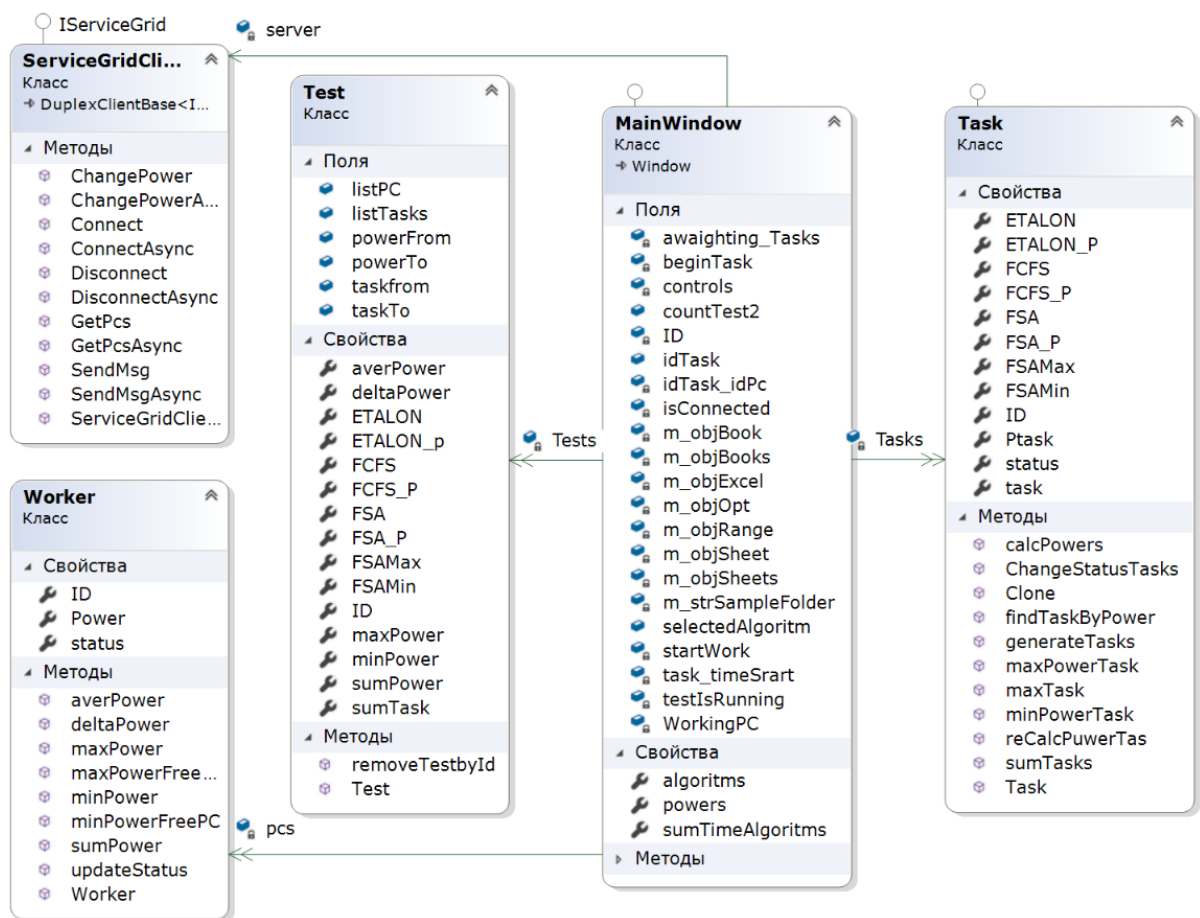 IServiceGrid
server
ServiceGridCli...
Класс
DuplexClientBase<I...
Методы
ChangePower
ChangePowerA...
Connect
ConnectAsync
Disconnect
DisconnectAsync
GetPcs
GetPcsAsync
SendMsg
SendMsgAsync
ServiceGridClie...
Worker
Класс
Свойства
ID
Power
status
Методы
averPower
deltaPower
maxPower
maxPowerFree...
minPower
minPowerFreePC
sumPower
updateStatus
Worker
pcs
Test
Класс
Поля
listPC
listTasks
powerFrom
powerTo
taskfrom
taskTo
Свойства
averPower
deltaPower
ETALON
ETALON_p
FCFS
FCFS_P
FSA
FSA_P
FSAMax
FSAMin
ID
maxPower
minPower
sumPower
sumTask
Методы
removeTestbyId
Test
Tests
MainWindow
Класс
Window
Поля
awaighting_Tasks
beginTask
controls
countTest2
ID
idTask
idTask_idPc
isConnected
m_objBook
m_objBooks
m_objExcel
m_objOpt
m_objRange
m_objSheet
m_objSheets
m_strSampleFolder
selectedAlgoritm
startWork
task_timeSrart
testIsRunning
WorkingPC
Свойства
algoritms
powers
sumTimeAlgoritms
Методы
Tasks
Task
Класс
Свойства
ETALON
ETALON_P
FCFS
FCFS_P
FSA
FSA_P
FSAMax
FSAMin
ID
Ptask
status
task
Методы
calcPowers
ChangeStatusTasks
Clone
findTaskByPower
generateTasks
maxPowerTask
maxTask
minPowerTask
reCalcPuwerTas
sumTasks
Task